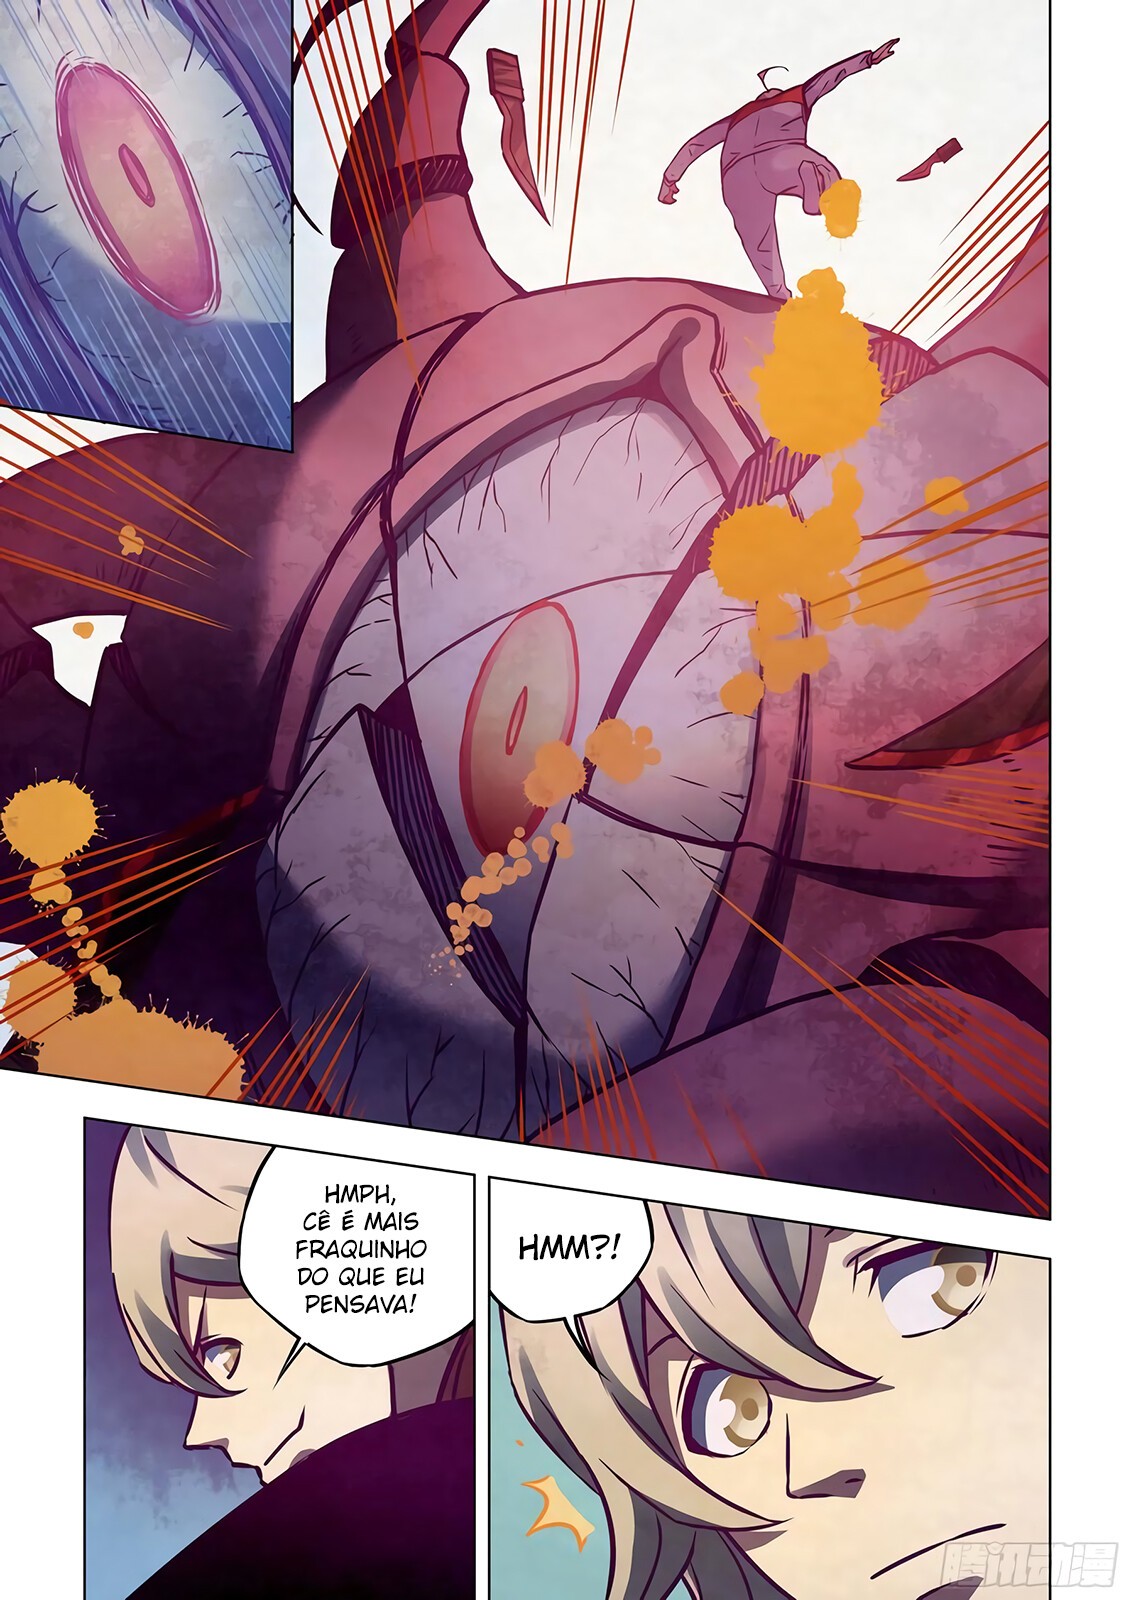 HMPH,
CÊ É MAIS
FRAQUINHO
DO QUE EU
PENSAVA!
HMM?!
腾讯动漫